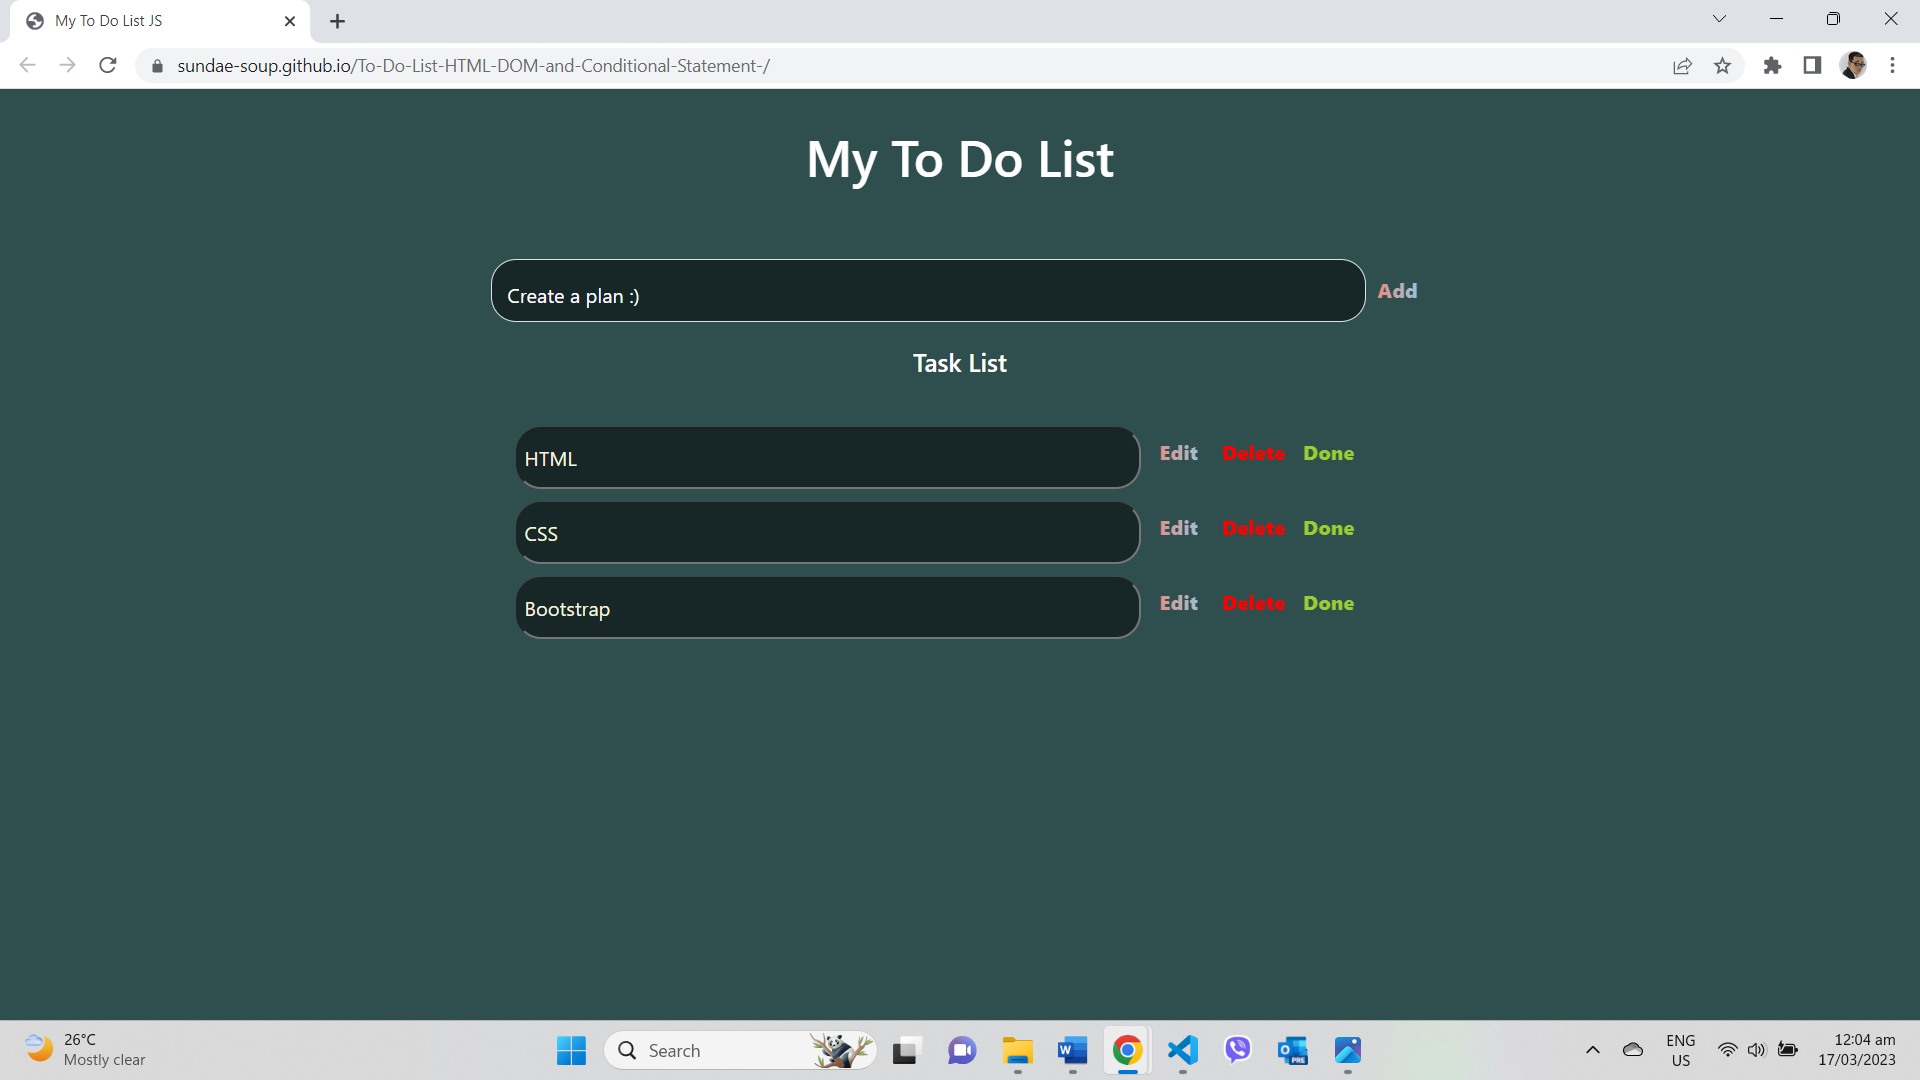 My To Do List JS
sundae-soup.github.io/To-Do-List-HTML-DOM-and-Conditional-Statement-/
My To Do List
Create a plan :) Add
Task List
HTML Edit Delete Done
CSS Edit Delete Done
Bootstrap Edit Delete Done
26°C
Mostly clear
Search
W
PRE
ENG
US
12:04 am
17/03/2023